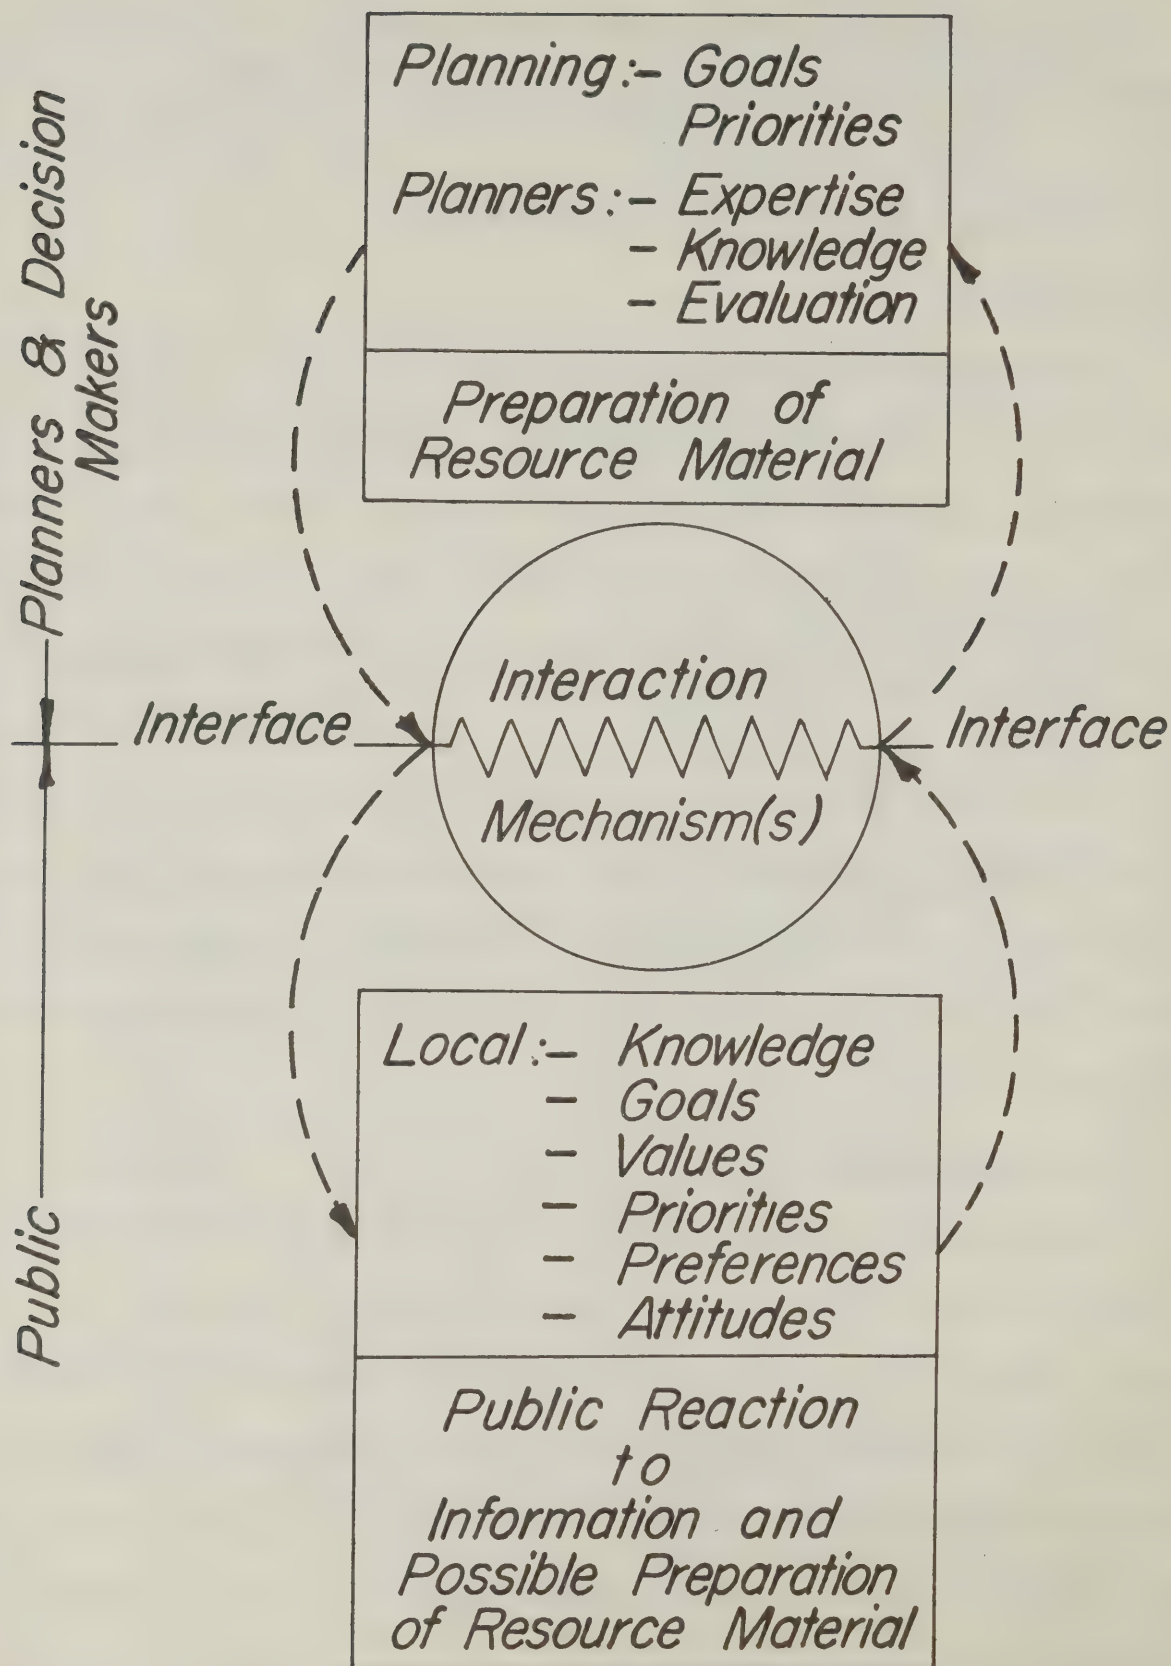 Planning :- Goals
Priorities
Planners :- Expertise
- Knowledge
- Evaluation
Preparation of
Resource Material
Planners & Decision
Makers
Interaction
Interface
Interface
Mechanism(s)
Public
Local :- Knowledge
- Goals
- Values
- Priorities
- Preferences
- Attitudes
Public Reaction
to
Information and
Possible Preparation
of Resource Material